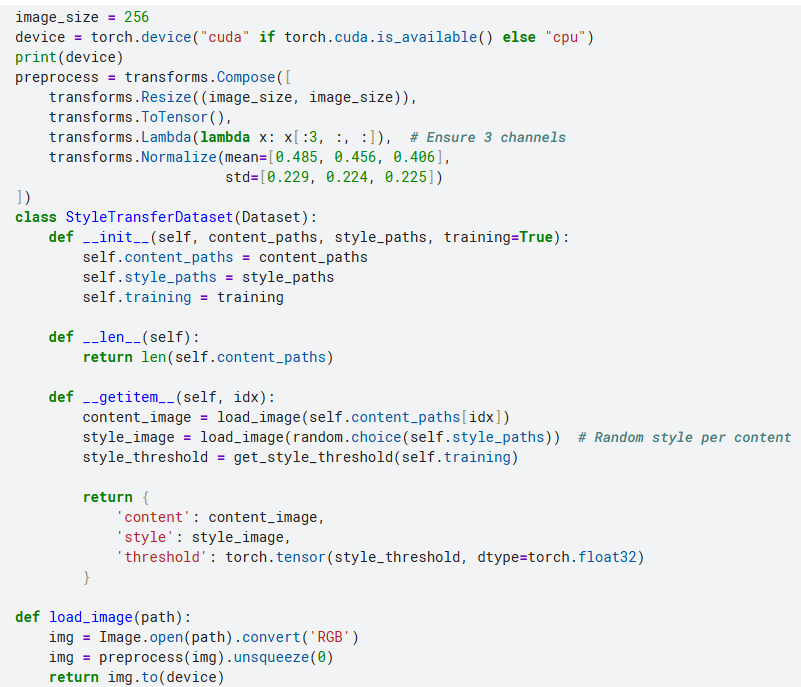 image_size = 256
device = torch.device("cuda" if torch.cuda.is_available() else "cpu")
print(device)
preprocess = transforms.Compose([
    transforms.Resize((image_size, image_size)),
    transforms.ToTensor(),
    transforms.Lambda(lambda x: x[:3, :, :]),  # Ensure 3 channels
    transforms.Normalize(mean=[0.485, 0.456, 0.406],
                         std=[0.229, 0.224, 0.225])
])
class StyleTransferDataset(Dataset):
    def __init__(self, content_paths, style_paths, training=True):
        self.content_paths = content_paths
        self.style_paths = style_paths
        self.training = training

    def __len__(self):
        return len(self.content_paths)

    def __getitem__(self, idx):
        content_image = load_image(self.content_paths[idx])
        style_image = load_image(random.choice(self.style_paths))  # Random style per content
        style_threshold = get_style_threshold(self.training)

        return {
            'content': content_image,
            'style': style_image,
            'threshold': torch.tensor(style_threshold, dtype=torch.float32)
        }

def load_image(path):
    img = Image.open(path).convert('RGB')
    img = preprocess(img).unsqueeze(0)
    return img.to(device)